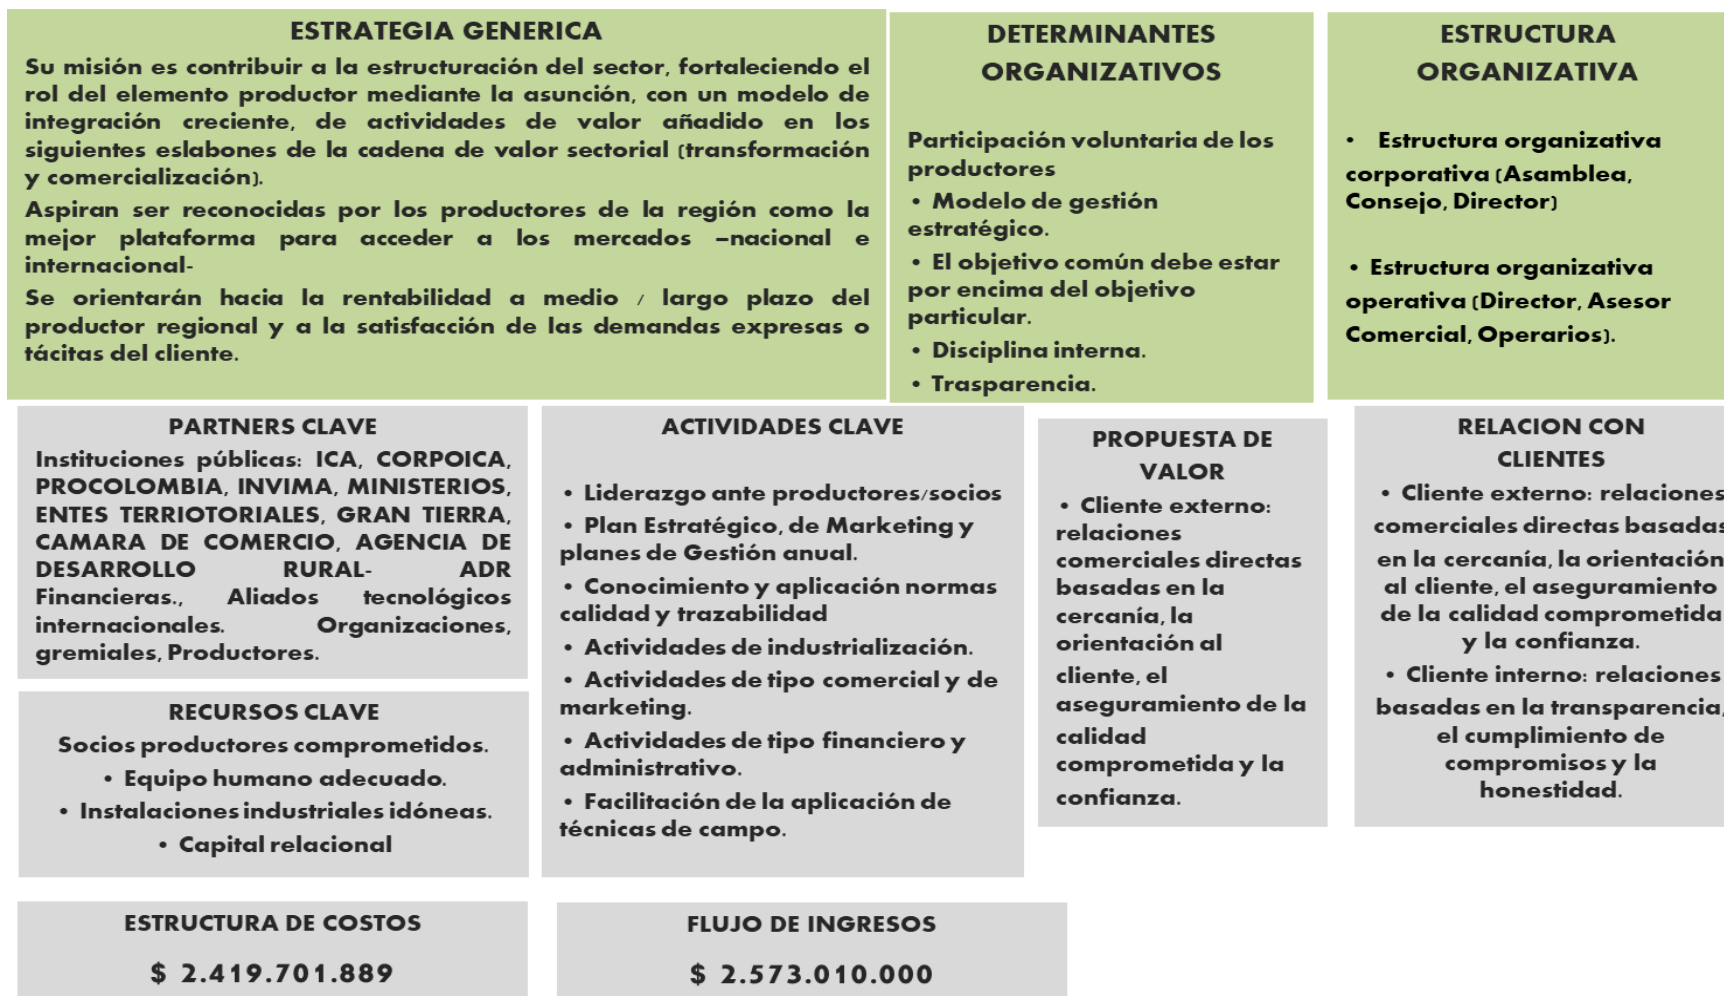 ESTRATEGIA GENERICA
Su misión es contribuir a la estructuración del sector, fortaleciendo el
rol del elemento productor mediante la asunción, con un modelo de
integración creciente, de actividades de valor añadido en los
siguientes eslabones de la cadena de valor sectorial (transformación
y comercialización).
Aspiran ser reconocidas por los productores de la región como la
mejor plataforma para acceder a los mercados –nacional e
internacional-
Se orientarán hacia la rentabilidad a medio / largo plazo del
productor regional y a la satisfacción de las demandas expresas o
tácitas del cliente.
DETERMINANTES
ORGANIZATIVOS
Participación voluntaria de los
productores
• Modelo de gestión
estratégico.
• El objetivo común debe estar
por encima del objetivo
particular.
• Disciplina interna.
• Trasparencia.
ESTRUCTURA
ORGANIZATIVA
• Estructura organizativa
corporativa (Asamblea,
Consejo, Director)
• Estructura organizativa
operativa (Director, Asesor
Comercial, Operarios).
PARTNERS CLAVE
Instituciones públicas: ICA, CORPOICA,
PROCOLOMBIA, INVIMA, MINISTERIOS,
ENTES TERRIOTORIALES, GRAN TIERRA,
CAMARA DE COMERCIO, AGENCIA DE
DESARROLLO RURAL- ADR
Financieras., Aliados tecnológicos
internacionales. Organizaciones,
gremiales, Productores.
RECURSOS CLAVE
Socios productores comprometidos.
• Equipo humano adecuado.
• Instalaciones industriales idóneas.
• Capital relacional
ACTIVIDADES CLAVE
• Liderazgo ante productores/socios
• Plan Estratégico, de Marketing y
planes de Gestión anual.
• Conocimiento y aplicación normas
calidad y trazabilidad
• Actividades de industrialización.
• Actividades de tipo comercial y de
marketing.
• Actividades de tipo financiero y
administrativo.
• Facilitación de la aplicación de
técnicas de campo.
PROPUESTA DE
VALOR
• Cliente externo:
relaciones
comerciales directas
basadas en la
cercanía, la
orientación al
cliente, el
aseguramiento de la
calidad
comprometida y la
confianza.
RELACION CON
CLIENTES
• Cliente externo: relaciones
comerciales directas basadas
en la cercanía, la orientación
al cliente, el aseguramiento
de la calidad comprometida
y la confianza.
• Cliente interno: relaciones
basadas en la transparencia,
el cumplimiento de
compromisos y la
honestidad.
ESTRUCTURA DE COSTOS
$ 2.419.701.889
FLUJO DE INGRESOS
$ 2.573.010.000